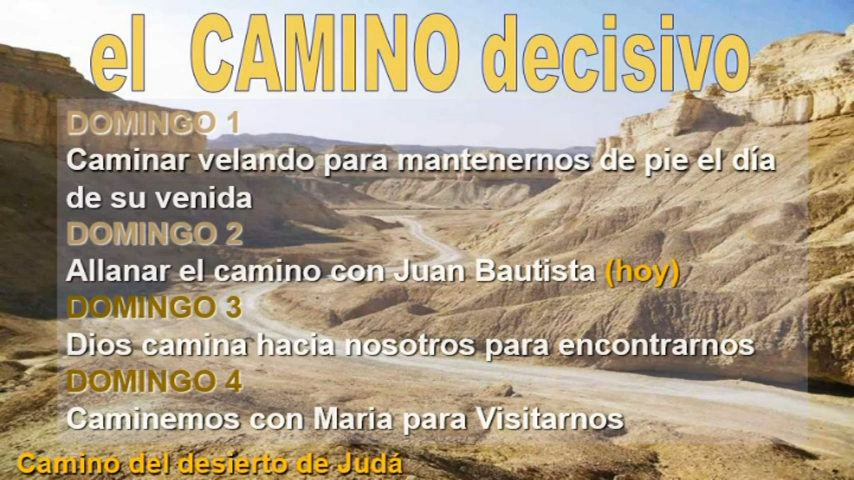 el CAMINO decisivo
DOMINGO 1
Caminar velando para mantenernos de pie el día
de su venida
DOMINGO 2
Allanar el camino con Juan Bautista (hoy)
DOMINGO 3
Dios camina hacia nosotros para encontrarnos
DOMINGO 4
Caminemos con Maria para Visitarnos
Camino del desierto de Judá